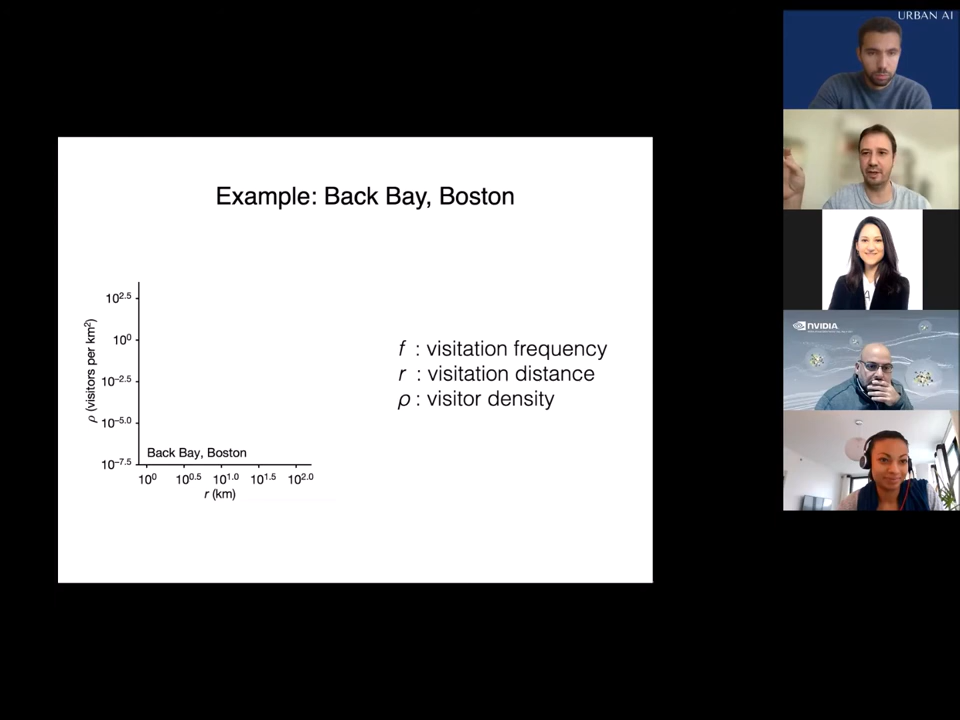 URBAN AI
Example: Back Bay, Boston
10^2.5
10^0
10^−2.5
10^−5.0
10^−7.5
ρ (visitors per km²)
Back Bay, Boston
10^0 10^0.5 10^1.0 10^1.5 10^2.0
r (km)
f : visitation frequency
r : visitation distance
ρ : visitor density
NVIDIA